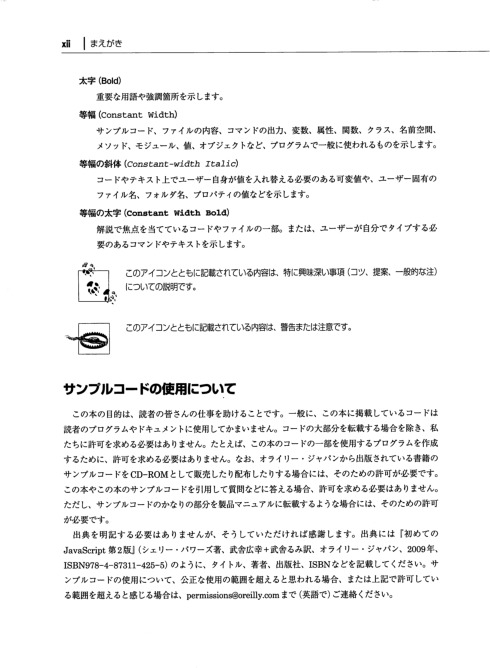 xii まえがき
太字 (Bold)
重要な用語や強調箇所を示します。
等幅 (Constant Width)
サンプルコード、ファイルの内容、コマンドの出力、変数、属性、関数、クラス、名前空間、
メソッド、モジュール、値、オブジェクトなど、プログラムで一般に使われるものを示します。
等幅の斜体 (Constant-width Italic)
コードやテキスト上でユーザー自身が値を入れ替える必要のある可変値や、ユーザー固有の
ファイル名、フォルダ名、プロパティの値などを示します。
等幅の太字 (Constant Width Bold)
解説で焦点を当てているコードやファイルの一部。または、ユーザーが自分でタイプする必
要のあるコマンドやテキストを示します。
このアイコンとともに記載されている内容は、特に興味深い事項（コツ、提案、一般的な注）
についての説明です。
このアイコンとともに記載されている内容は、警告または注意です。
サンプルコードの使用について
この本の目的は、読者の皆さんの仕事を助けることです。一般に、この本に掲載しているコードは
読者のプログラムやドキュメントに使用してかまいません。コードの大部分を転載する場合を除き、私
たちに許可を求める必要はありません。たとえば、この本のコードの一部を使用するプログラムを作成
するために、許可を求める必要はありません。なお、オライリー・ジャパンから出版されている書籍の
サンプルコードをCD-ROMとして販売したり配布したりする場合には、そのための許可が必要です。
この本やこの本のサンプルコードを引用して質問などに答える場合、許可を求める必要はありません。
ただし、サンプルコードのかなりの部分を製品マニュアルに転載するような場合には、そのための許可
が必要です。
出典を明記する必要はありませんが、そうしていただければ感謝します。出典には『初めての
JavaScript 第2版』（シェリー・パワーズ著、武舎広幸＋武舎るみ訳、オライリー・ジャパン、2009年、
ISBN978-4-87311-425-5）のように、タイトル、著者、出版社、ISBNなどを記載してください。サ
ンプルコードの使用について、公正な使用の範囲を超えると思われる場合、または上記で許可してい
る範囲を超えると感じる場合は、permissions@oreilly.comまで（英語で）ご連絡ください。